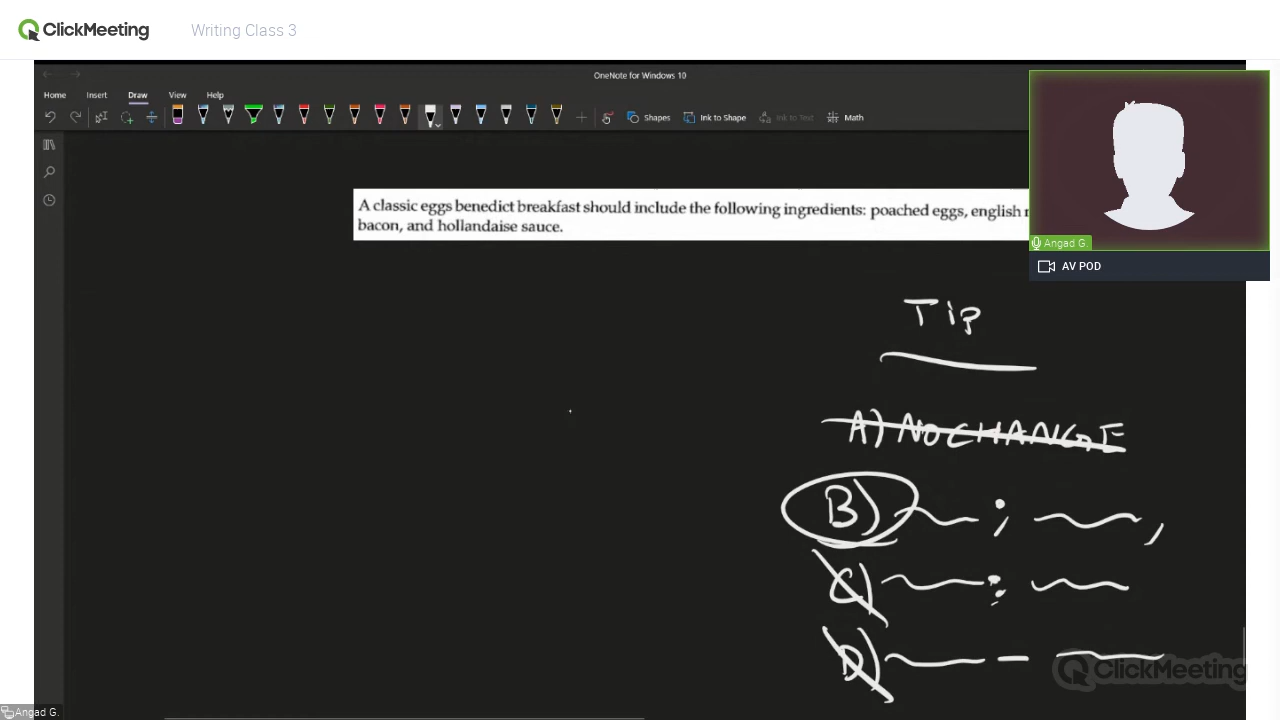 ClickMeeting Writing Class 3
OneNote for Windows 10
Home Insert Draw View Help
Shapes Ink to Shape Ink to Text Math
A classic eggs benedict breakfast should include the following ingredients: poached eggs, english
bacon, and hollandaise sauce.
Angad G.
AV POD
Tip
A) NO CHANGE
B) ;  ,
C) :
D) –
ClickMeeting
Angad G.